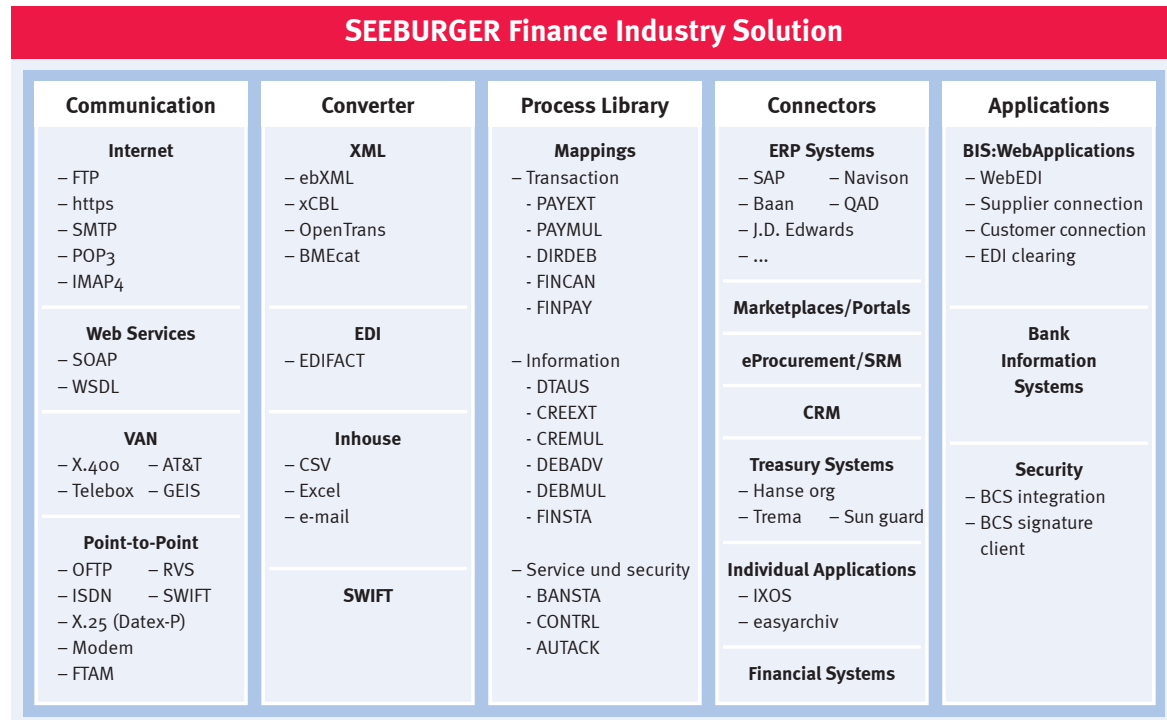 SEEBURGER Finance Industry Solution
Communication
Internet
– FTP
– https
– SMTP
– POP3
– IMAP4
Web Services
– SOAP
– WSDL
VAN
– X.400 – AT&T
– Telebox – GEIS
Point-to-Point
– OFTP – RVS
– ISDN – SWIFT
– X.25 (Datex-P)
– Modem
– FTAM
Converter
XML
– ebXML
– xCBL
– OpenTrans
– BMEcat
EDI
– EDIFACT
Inhouse
– CSV
– Excel
– e-mail
SWIFT
Process Library
Mappings
– Transaction
- PAYEXT
- PAYMUL
- DIRDEB
- FINCAN
- FINPAY
– Information
- DTAUS
- CREEXT
- CREMUL
- DEBADV
- DEBMUL
- FINSTA
– Service und security
- BANSTA
- CONTRL
- AUTACK
Connectors
ERP Systems
– SAP – Navison
– Baan – QAD
– J.D. Edwards
– ...
Marketplaces/Portals
eProcurement/SRM
CRM
Treasury Systems
– Hanse org
– Trema – Sun guard
Individual Applications
– IXOS
– easyarchiv
Financial Systems
Applications
BIS:WebApplications
– WebEDI
– Supplier connection
– Customer connection
– EDI clearing
Bank
Information
Systems
Security
– BCS integration
– BCS signature
client